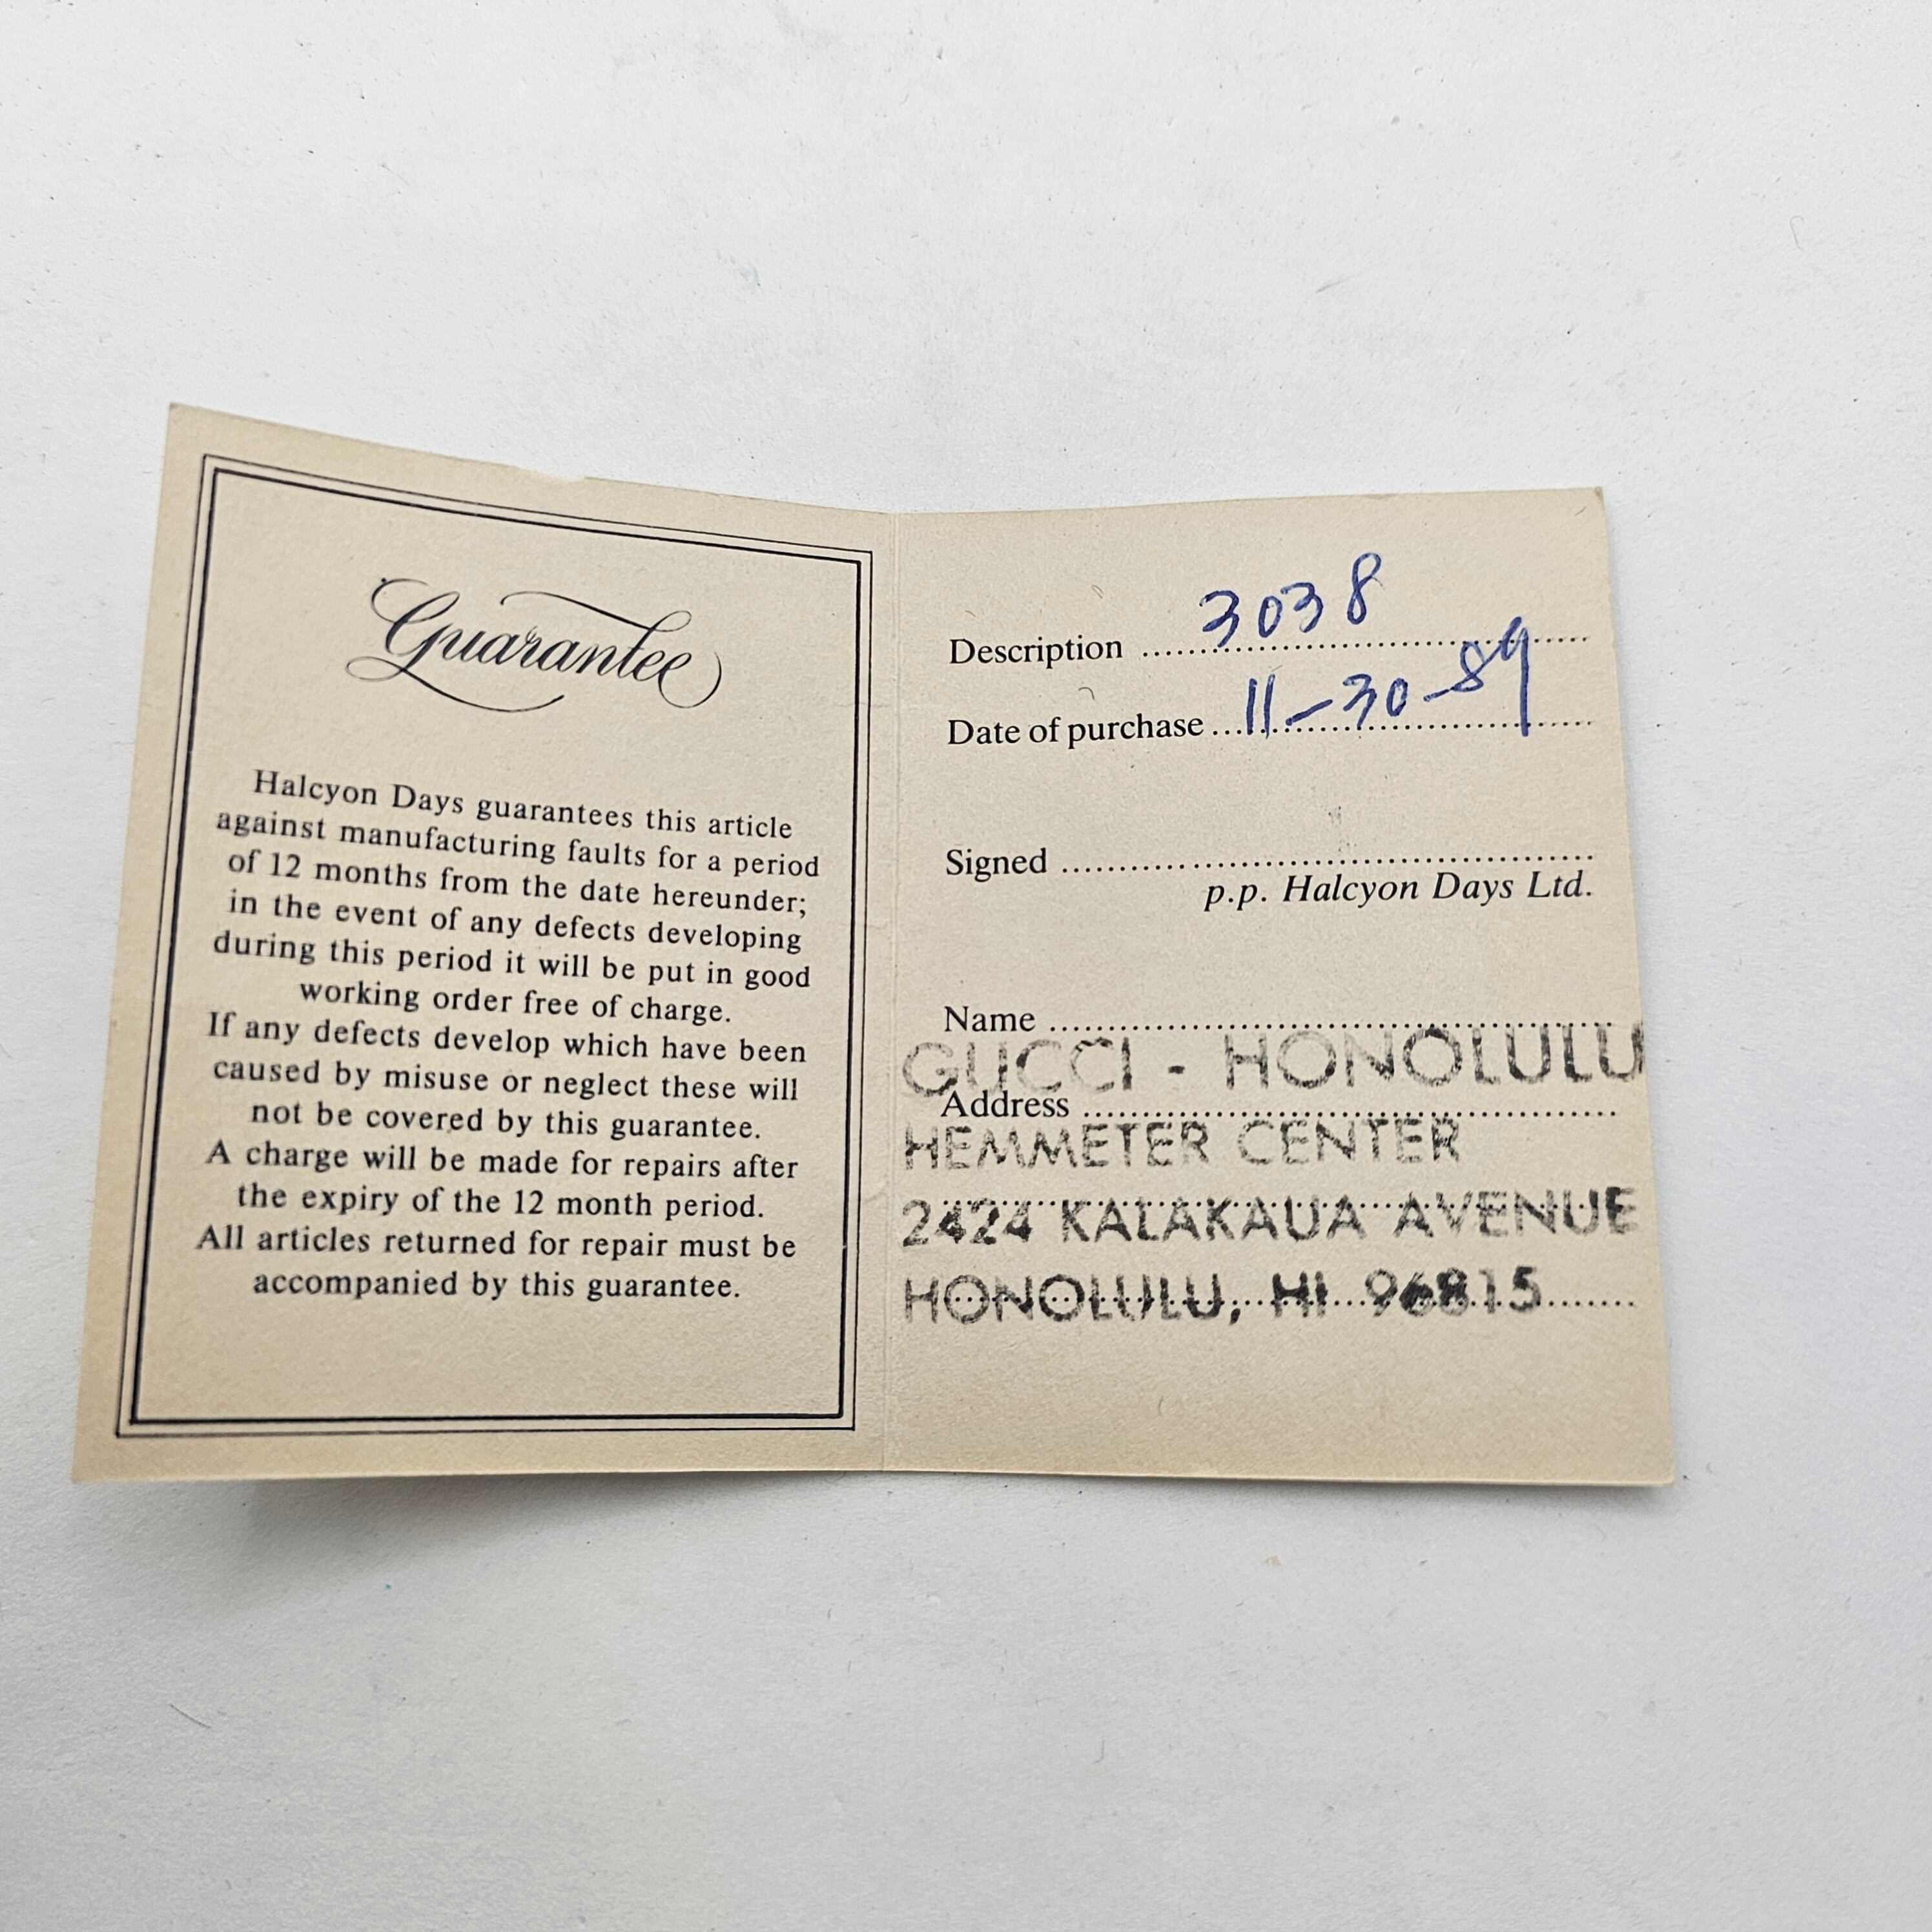 Guarantee
Halcyon Days guarantees this article
against manufacturing faults for a period
of 12 months from the date hereunder;
in the event of any defects developing
during this period it will be put in good
working order free of charge.
If any defects develop which have been
caused by misuse or neglect these will
not be covered by this guarantee.
A charge will be made for repairs after
the expiry of the 12 month period.
All articles returned for repair must be
accompanied by this guarantee.
Description 3038
Date of purchase 11-30-89
Signed
p.p. Halcyon Days Ltd.
Name
GUCCI - HONOLULU
Address
HEMMETER CENTER
2424 KALAKAUA AVENUE
HONOLULU, HI 96815